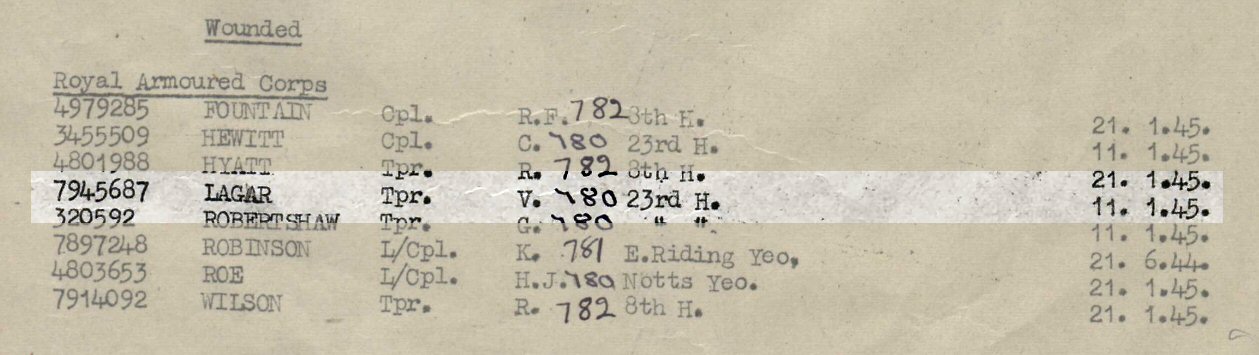 Wounded
Royal Armoured Corps
4979285 FOUNTAIN Cpl. R.F. 782 8th H. 21. 1.45.
3455509 HEWITT Cpl. C. 780 23rd H. 11. 1.45.
4801988 HYATT Tpr. R. 782 8th H. 21. 1.45.
7945687 LAGAR Tpr. V. 780 23rd H. 11. 1.45.
320592 ROBERTSHAW Tpr. G. 780 " ". 11. 1.45.
7897248 ROBINSON L/Cpl. K. 781 E.Riding Yeo, 21. 6.44.
4803653 ROE L/Cpl. H.J. 780 Notts Yeo. 21. 1.45.
7914092 WILSON Tpr. R. 782 8th H. 21. 1.45.